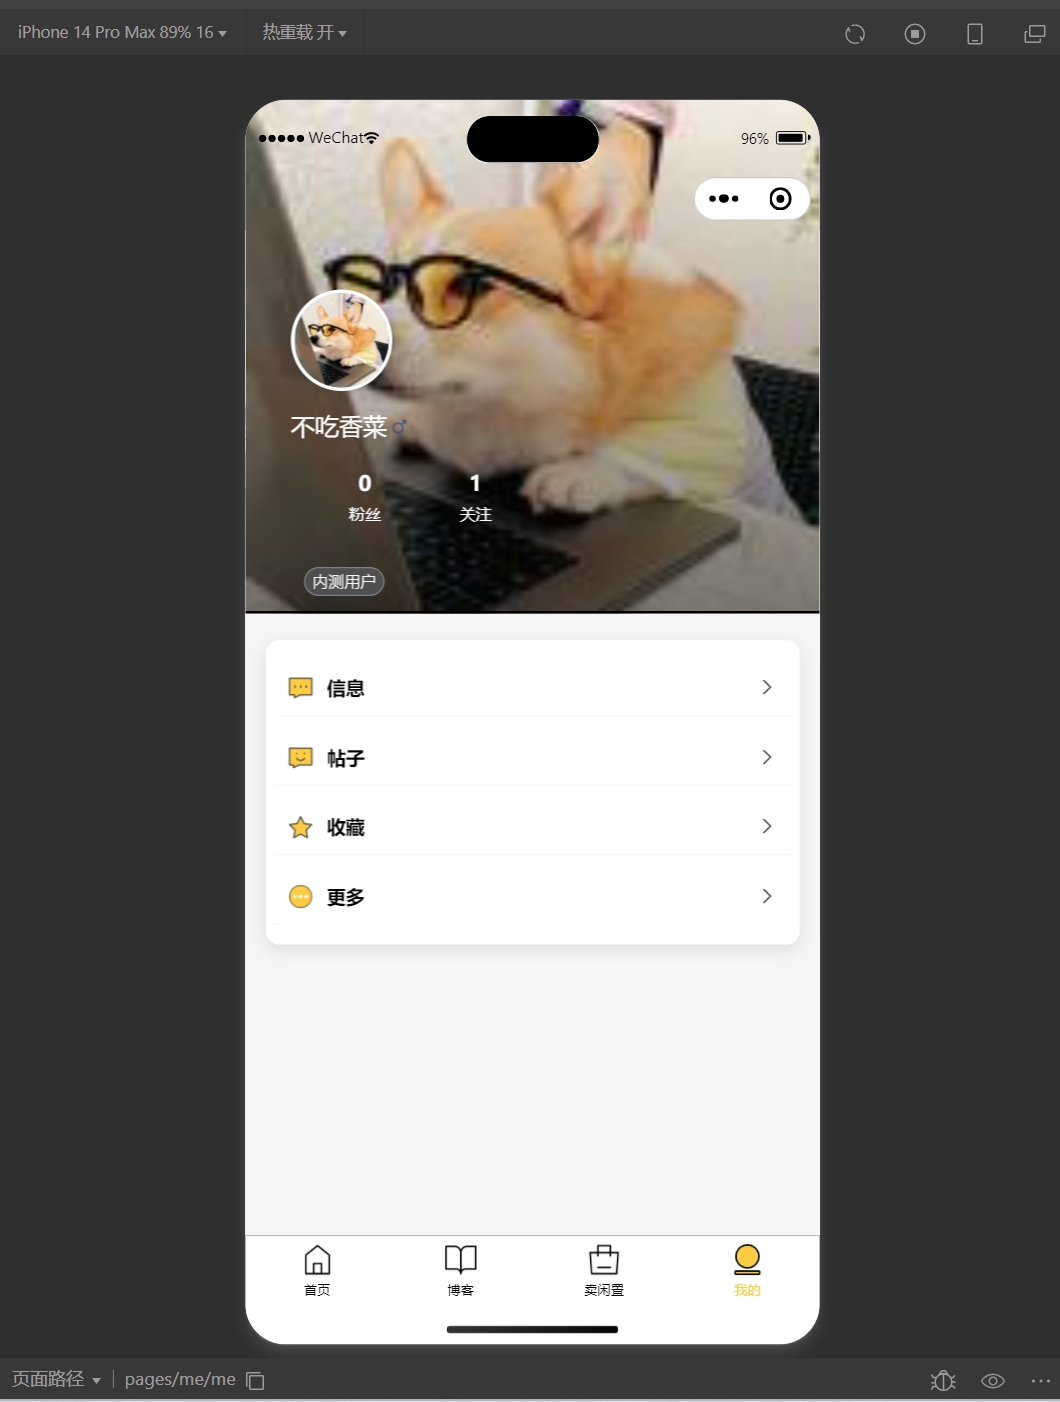 iPhone 14 Pro Max 89% 16 热重载 开
WeChat 96%
不吃香菜
0 1
粉丝 关注
内测用户
信息
帖子
收藏
更多
首页 博客 卖闲置 我的
页面路径 pages/me/me